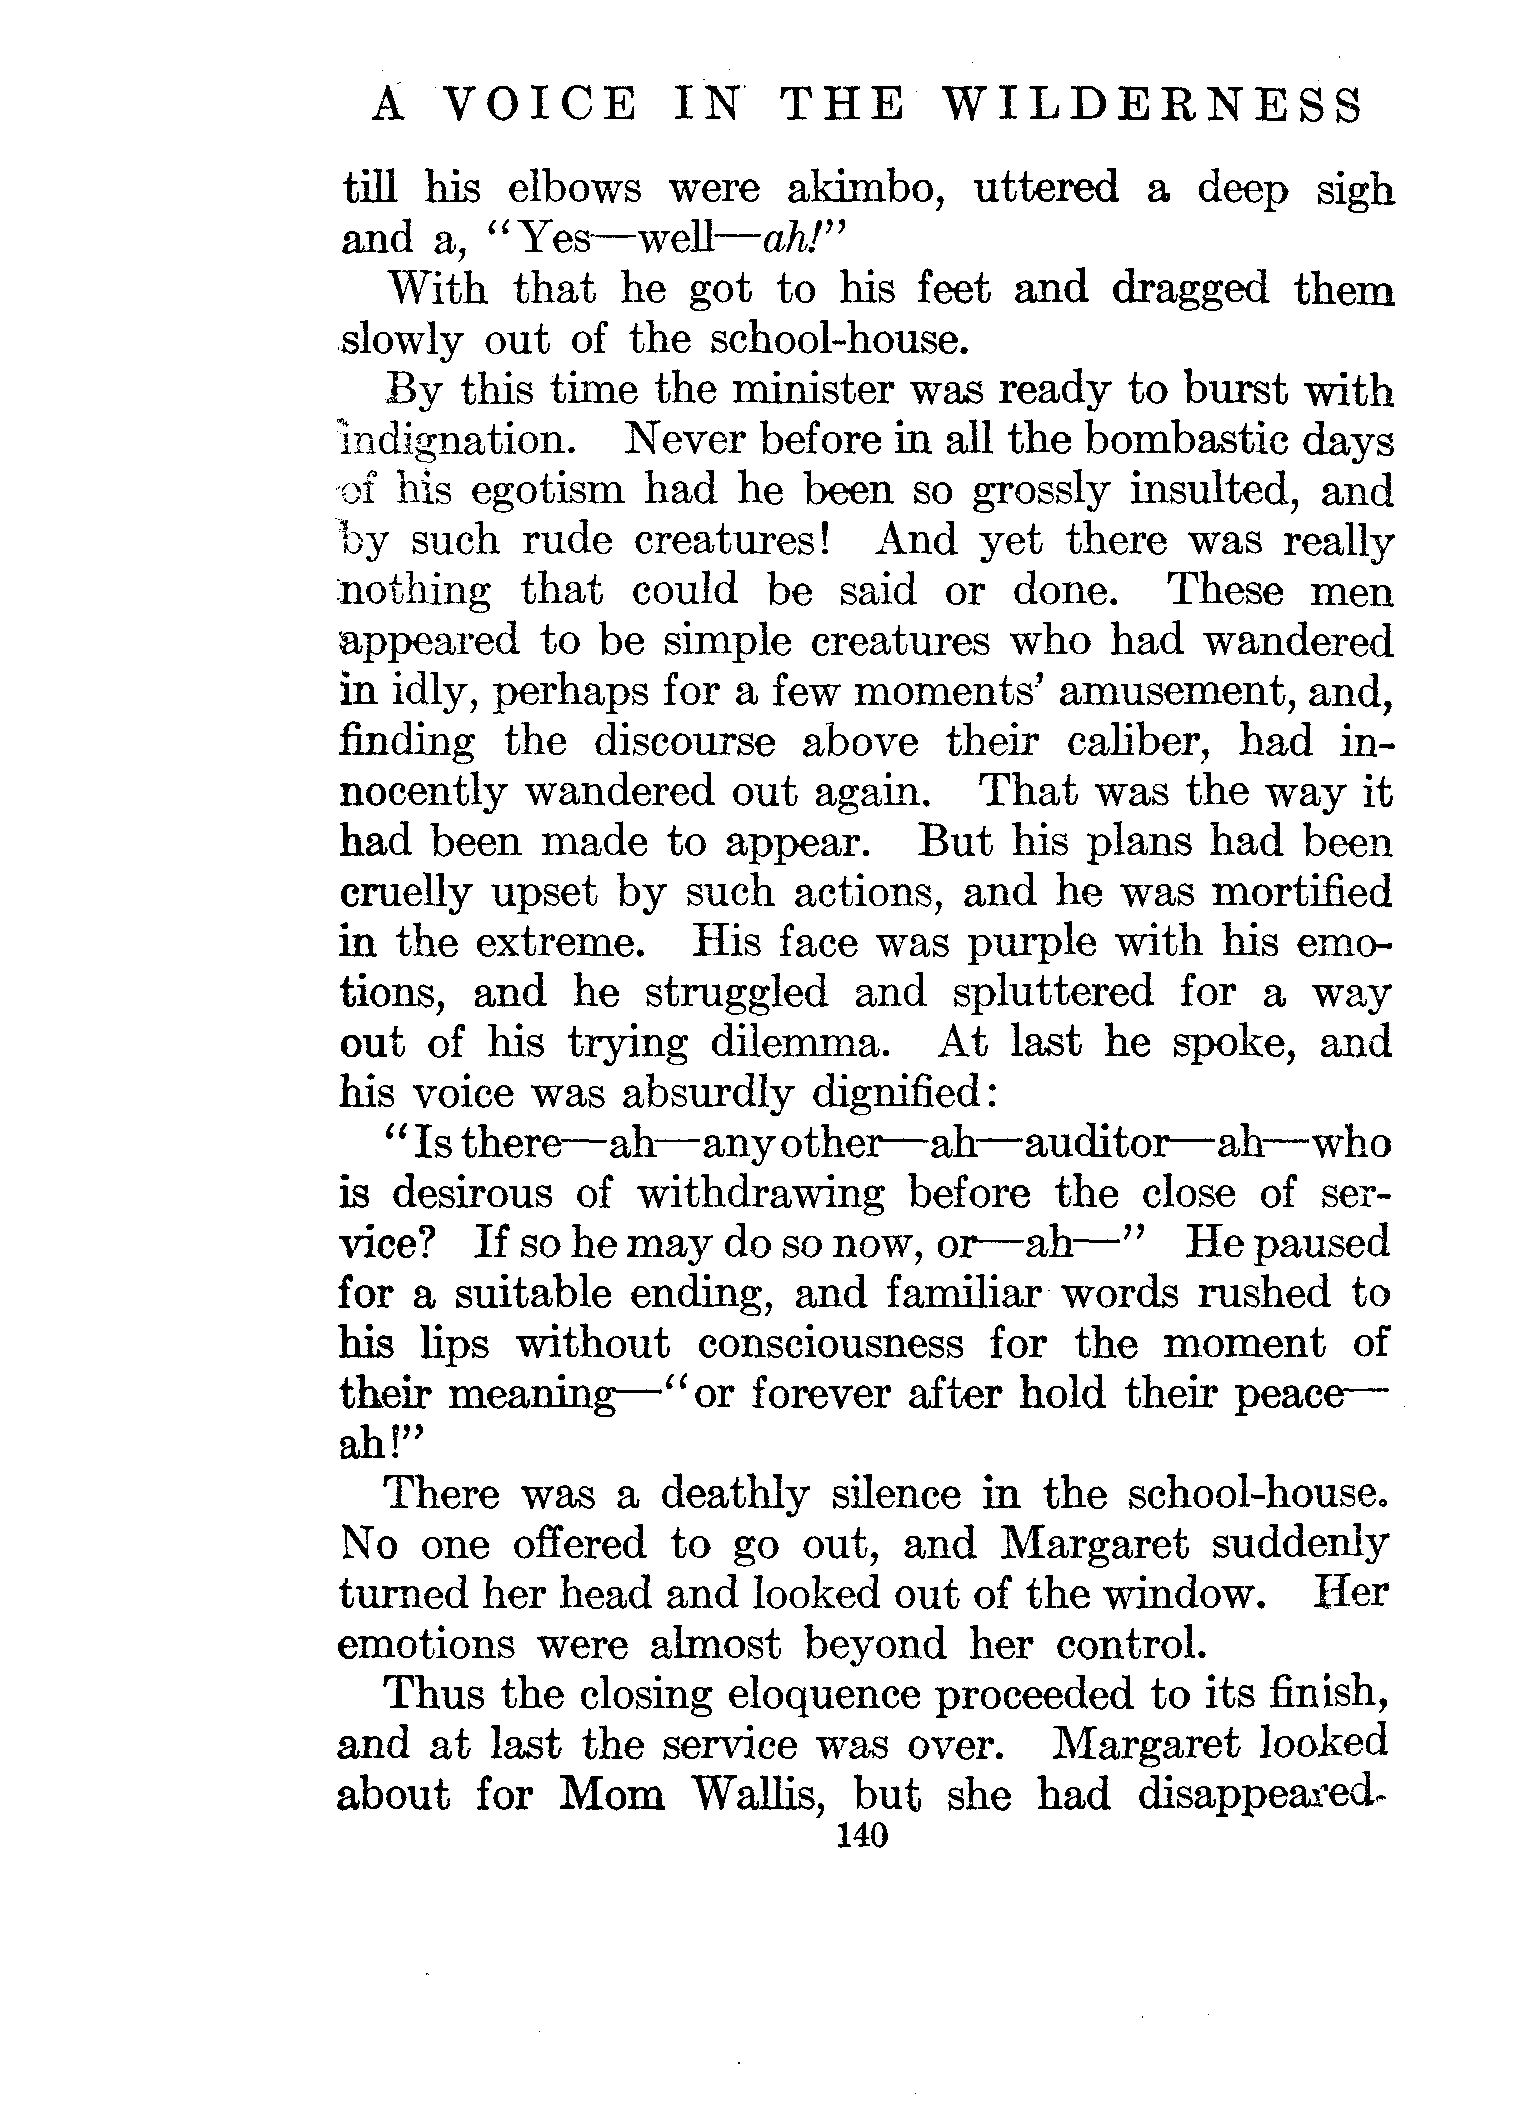 A VOICE IN THE WILDERNESS
till his elbows were akimbo, uttered a deep sigh
and a, "Yes—well—ah!"
With that he got to his feet and dragged them
slowly out of the school-house.
By this time the minister was ready to burst with
indignation. Never before in all the bombastic days
of his egotism had he been so grossly insulted, and
by such rude creatures! And yet there was really
nothing that could be said or done. These men
appeared to be simple creatures who had wandered
in idly, perhaps for a few moments' amusement, and,
finding the discourse above their caliber, had in-
nocently wandered out again. That was the way it
had been made to appear. But his plans had been
cruelly upset by such actions, and he was mortified
in the extreme. His face was purple with his emo-
tions, and he struggled and spluttered for a way
out of his trying dilemma. At last he spoke, and
his voice was absurdly dignified:
"Is there—ah—any other—ah—auditor—ah—who
is desirous of withdrawing before the close of ser-
vice? If so he may do so now, or—ah—" He paused
for a suitable ending, and familiar words rushed to
his lips without consciousness for the moment of
their meaning—"or forever after hold their peace—
ah!"
There was a deathly silence in the school-house.
No one offered to go out, and Margaret suddenly
turned her head and looked out of the window. Her
emotions were almost beyond her control.
Thus the closing eloquence proceeded to its finish,
and at last the service was over. Margaret looked
about for Mom Wallis, but she had disappeared.
140